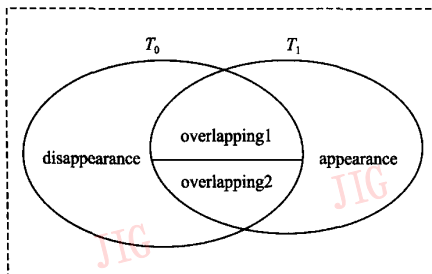 T₀ T₁
overlapping1
disappearance appearance
overlapping2
JIG
JIG